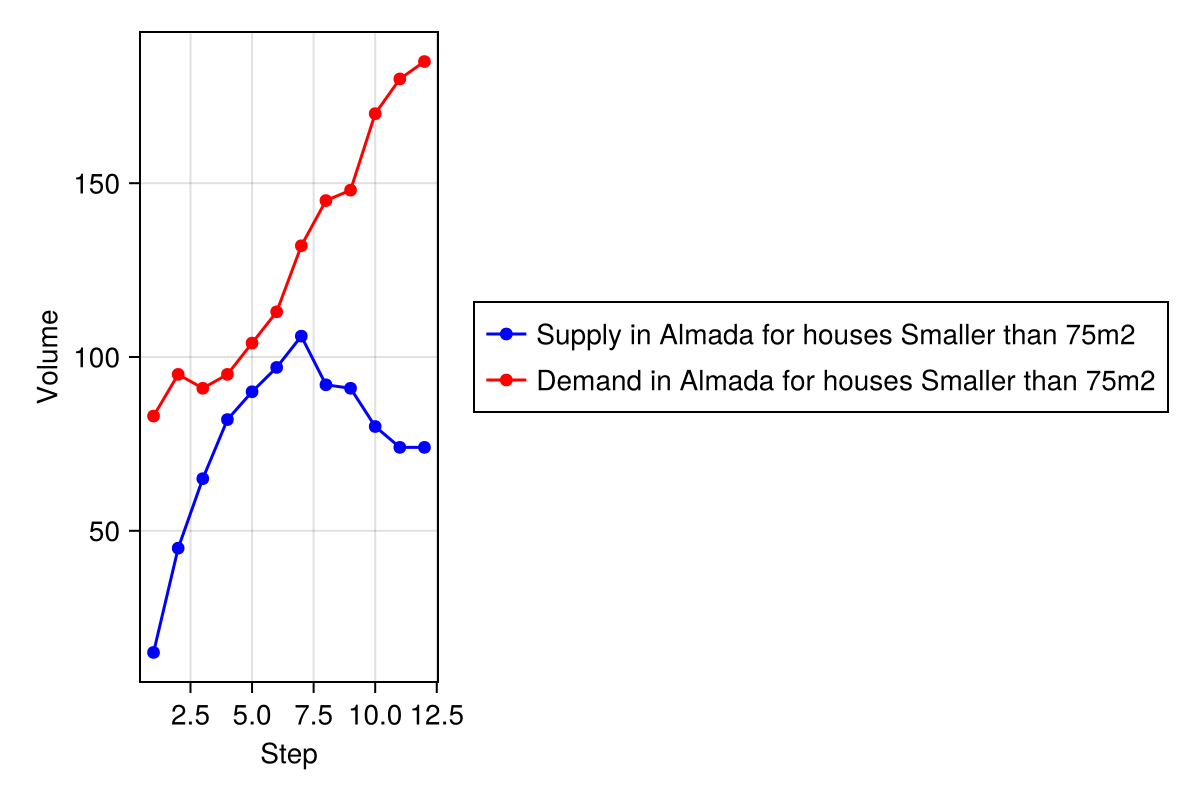 150
100
50
Volume
2.5 5.0 7.5 10.0 12.5
Step
Supply in Almada for houses Smaller than 75m2
Demand in Almada for houses Smaller than 75m2